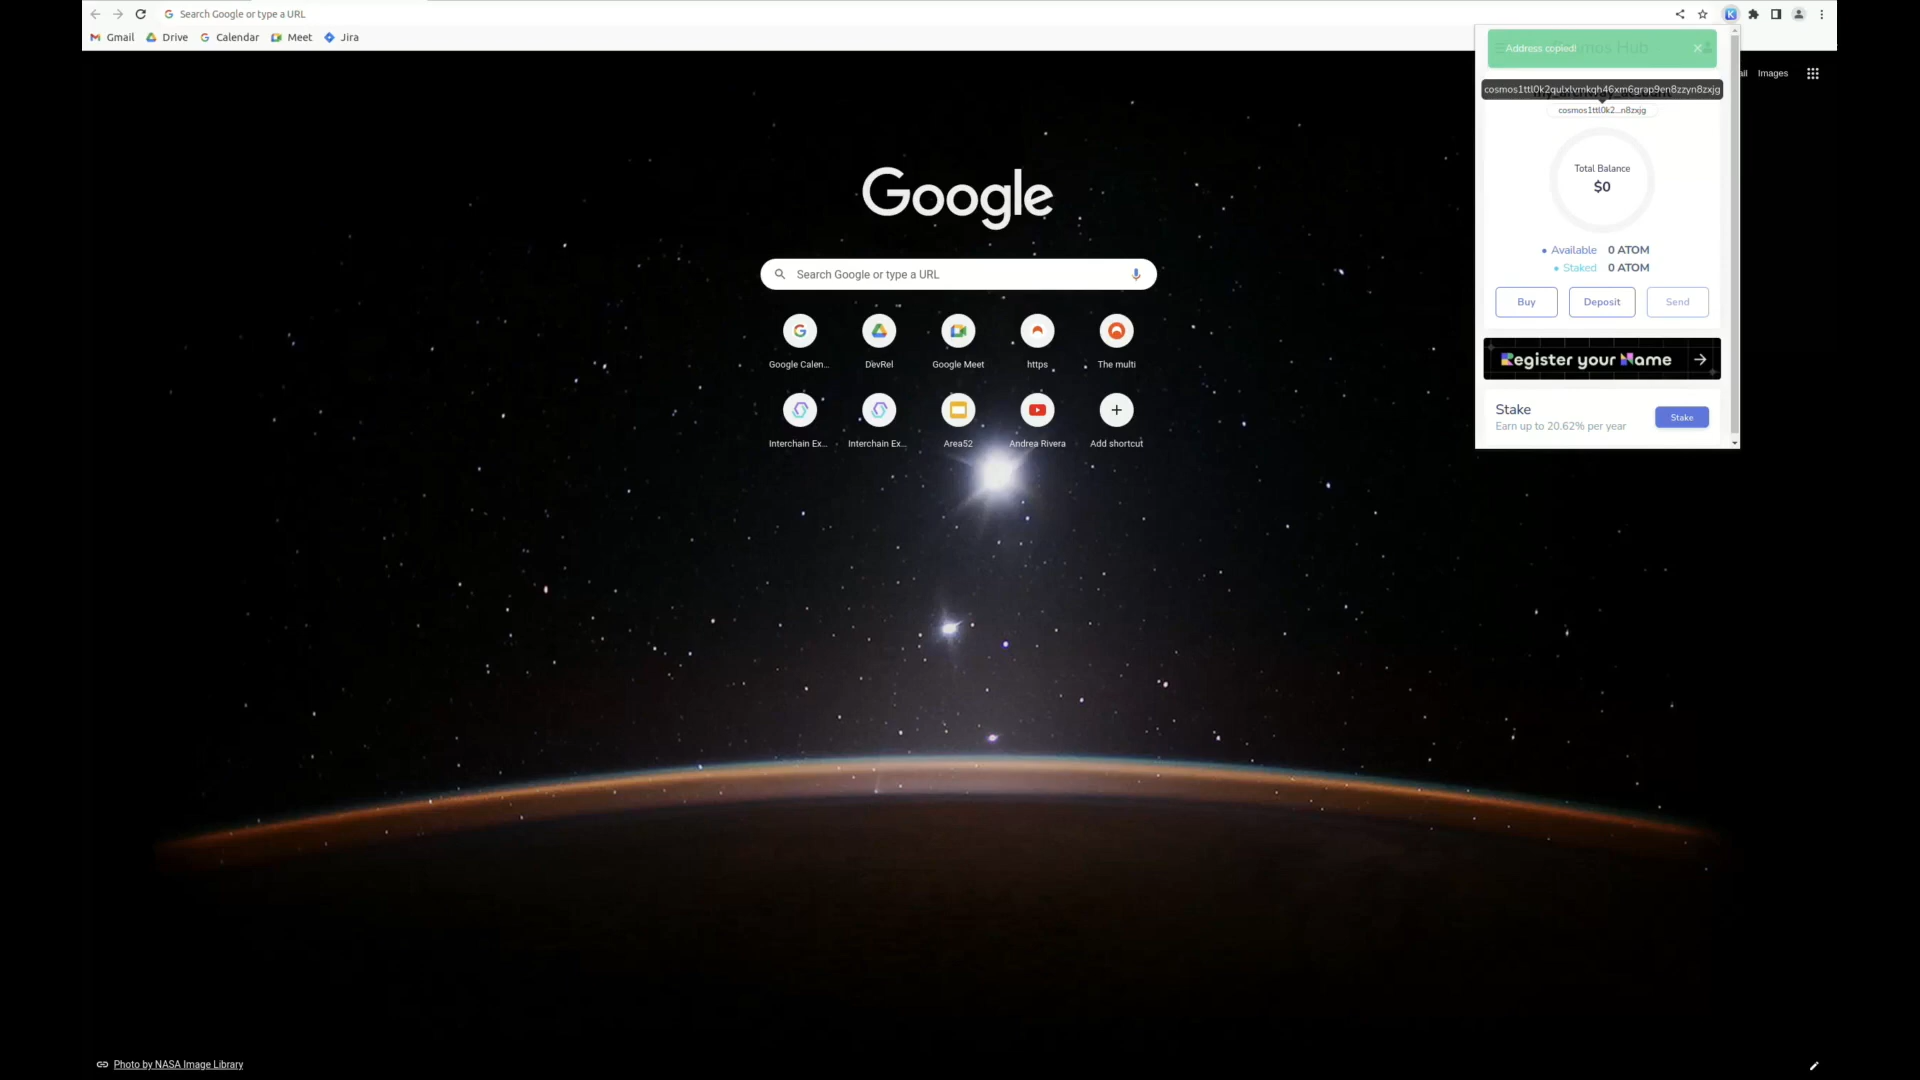 Search Google or type a URL
Gmail
Drive
Calendar
Meet
Jira
Address copied!
Images
cosmos1ttl0k2qulxlvmkqh46xm6grap9en8zzyn8zxjg
cosmos1ttl0k2...n8zxjg
Total Balance
$0
Available 0 ATOM
Staked 0 ATOM
Buy
Deposit
Send
Register your Name
Stake
Earn up to 20.62% per year
Stake
Google
Search Google or type a URL
Google Calen...
DevRel
Google Meet
https
The multi
Interchain Ex...
Interchain Ex...
Area52
Andrea Rivera
Add shortcut
Photo by NASA Image Library